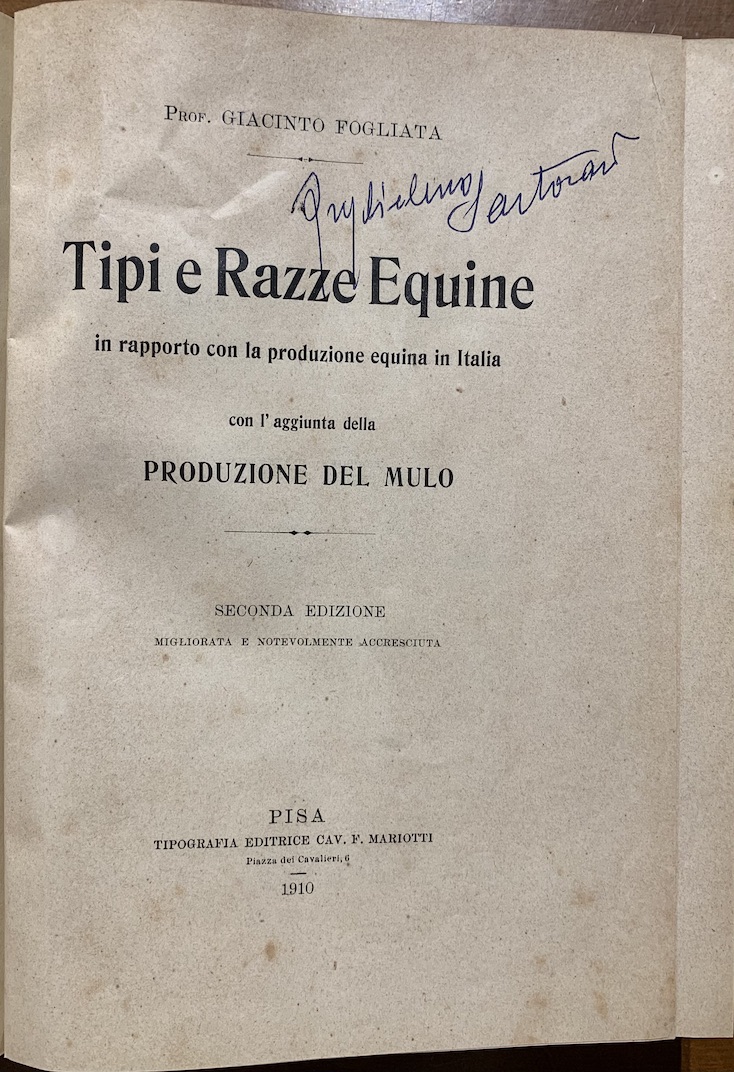 Prof. GIACINTO FOGLIATA
Guglielmo
Tipi e Razze Equine
in rapporto con la produzione equina in Italia
con l' aggiunta della
PRODUZIONE DEL MULO
SECONDA EDIZIONE
MIGLIORATA E NOTEVOLMENTE ACCRESCIUTA
PISA
TIPOGRAFIA EDITRICE CAV. F. MARIOTTI
Piazza dei Cavalieri, 6
1910